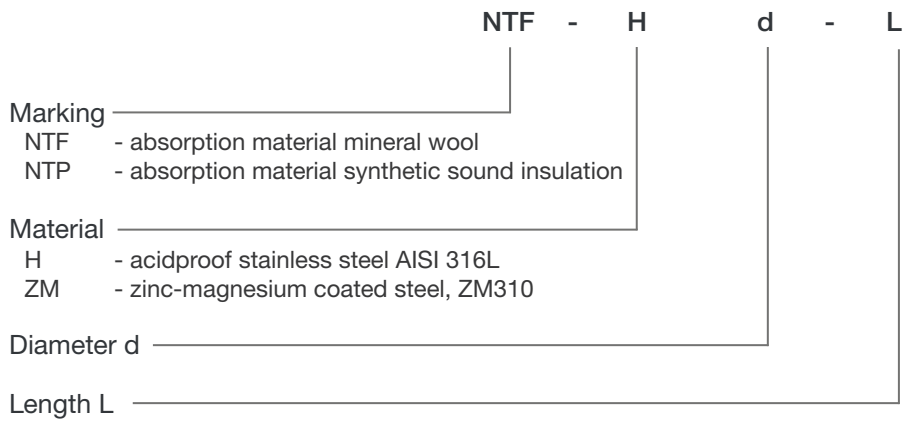 NTF - H d - L
Marking
NTF - absorption material mineral wool
NTP - absorption material synthetic sound insulation
Material
H - acidproof stainless steel AISI 316L
ZM - zinc-magnesium coated steel, ZM310
Diameter d
Length L